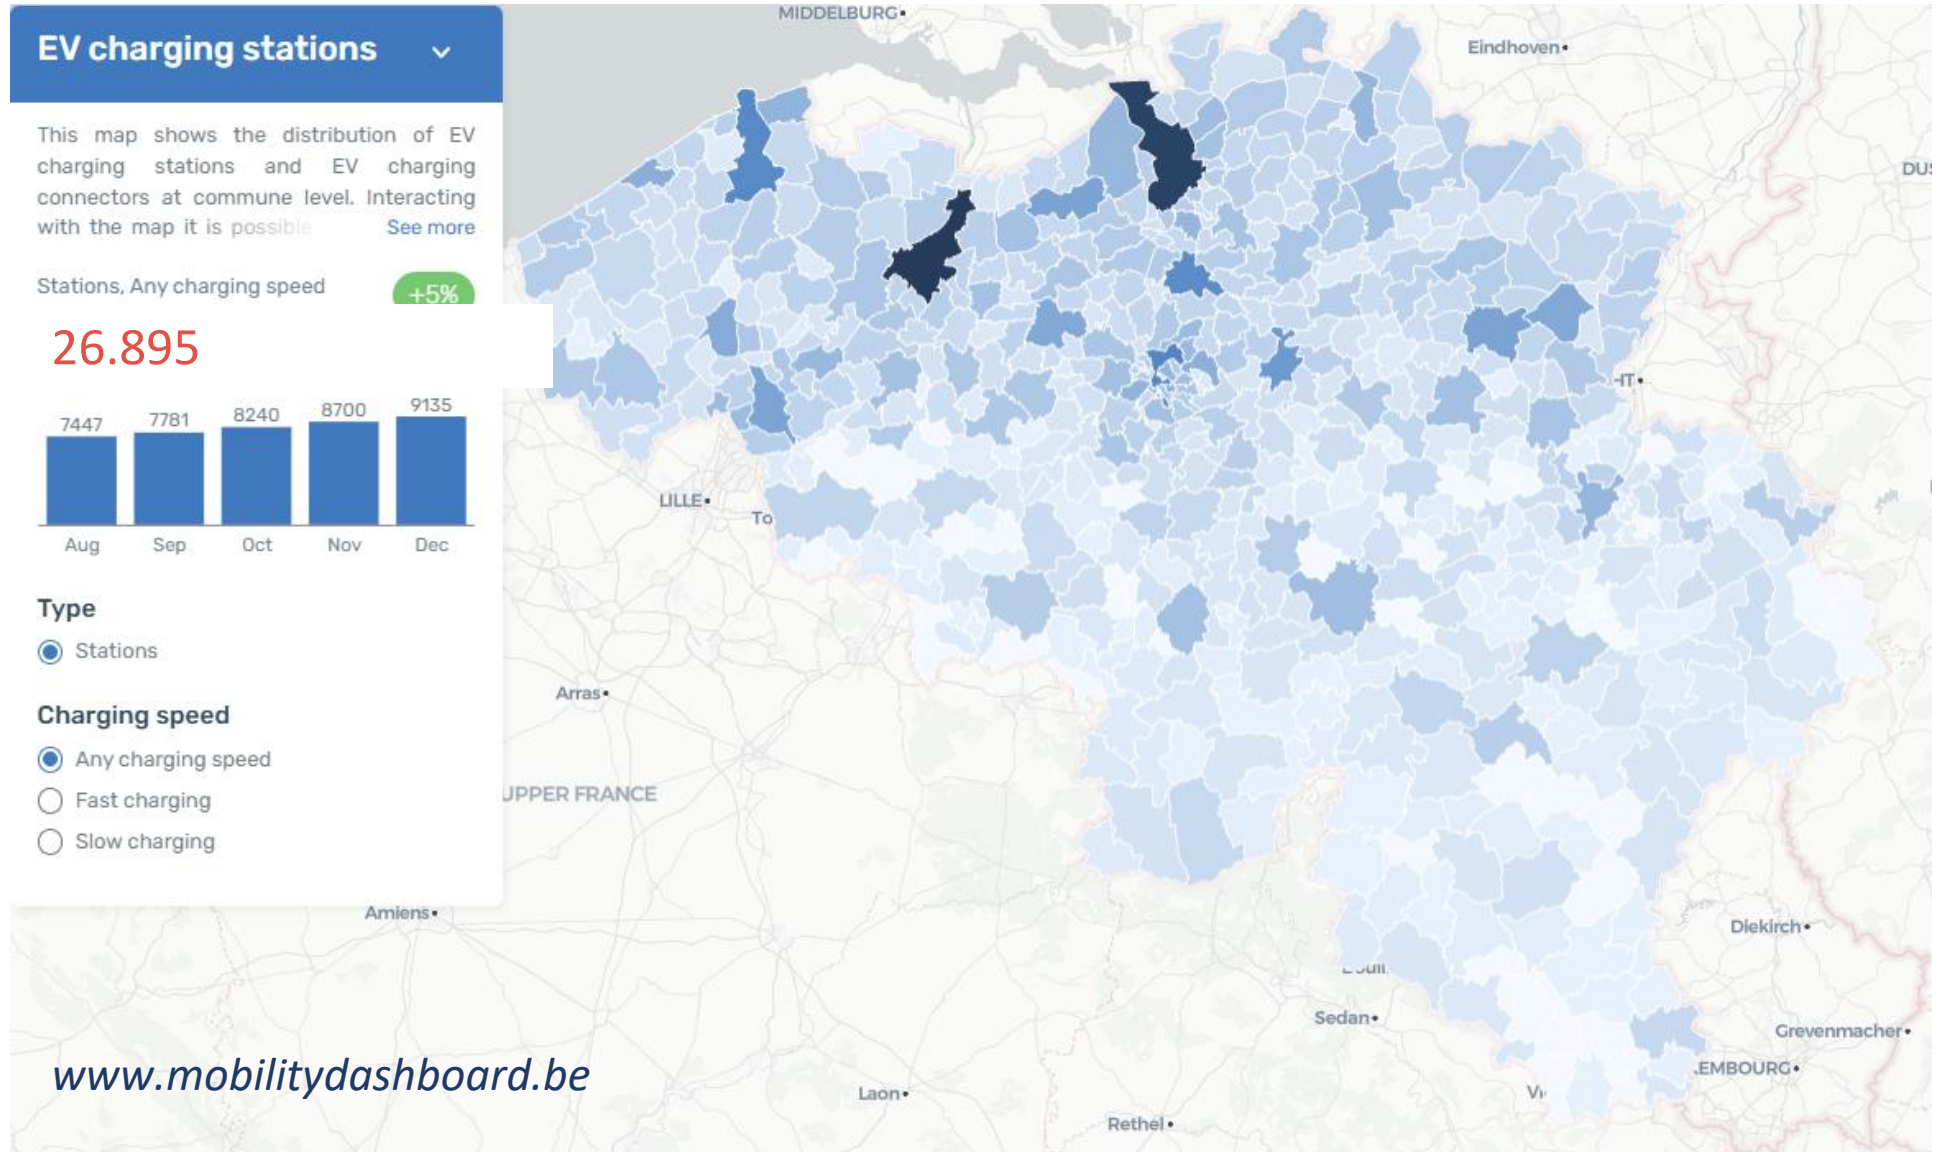 EV charging stations
This map shows the distribution of EV
charging stations and EV charging
connectors at commune level. Interacting
with the map it is possible See more
Stations, Any charging speed +5%
26.895
7447 7781 8240 8700 9135
Aug Sep Oct Nov Dec
Type
Stations
Charging speed
Any charging speed
Fast charging
Slow charging
www.mobilitydashboard.be
MIDDELBURG
Eindhoven
LILLE
To
Arras
UPPER FRANCE
Amiens
Diekirch
Sedan
Grevenmacher
EMBOURG
Laon
Rethel